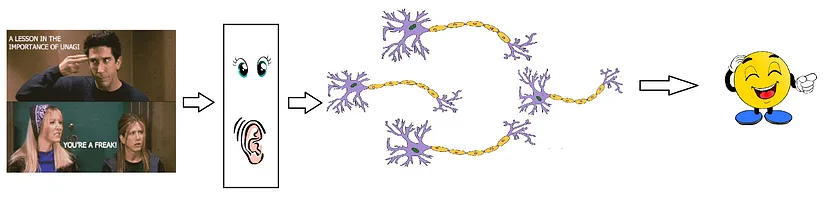 A LESSON IN THE
IMPORTANCE OF UNAGI
YOU'RE A FREAK!